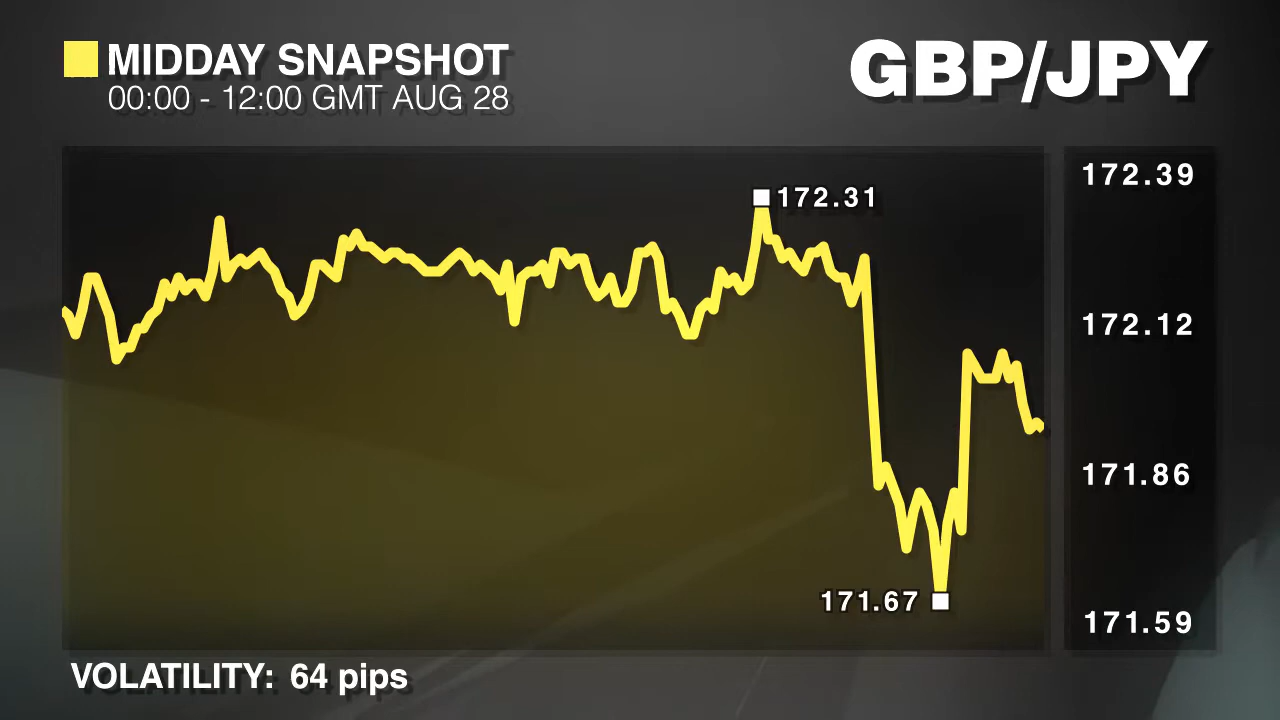 MIDDAY SNAPSHOT
00:00 - 12:00 GMT AUG 28
GBP/JPY
172.39
172.31
172.12
171.86
171.67
171.59
VOLATILITY: 64 pips